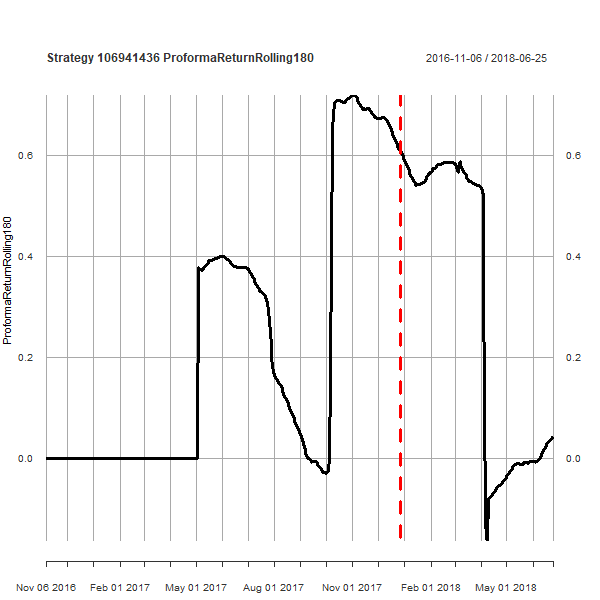 Strategy 106941436 ProformaReturnRolling180
2016-11-06 / 2018-06-25
ProformaReturnRolling180
0.6
0.6
0.4
0.4
0.2
0.2
0.0
0.0
Nov 06 2016
Feb 01 2017
May 01 2017
Aug 01 2017
Nov 01 2017
Feb 01 2018
May 01 2018